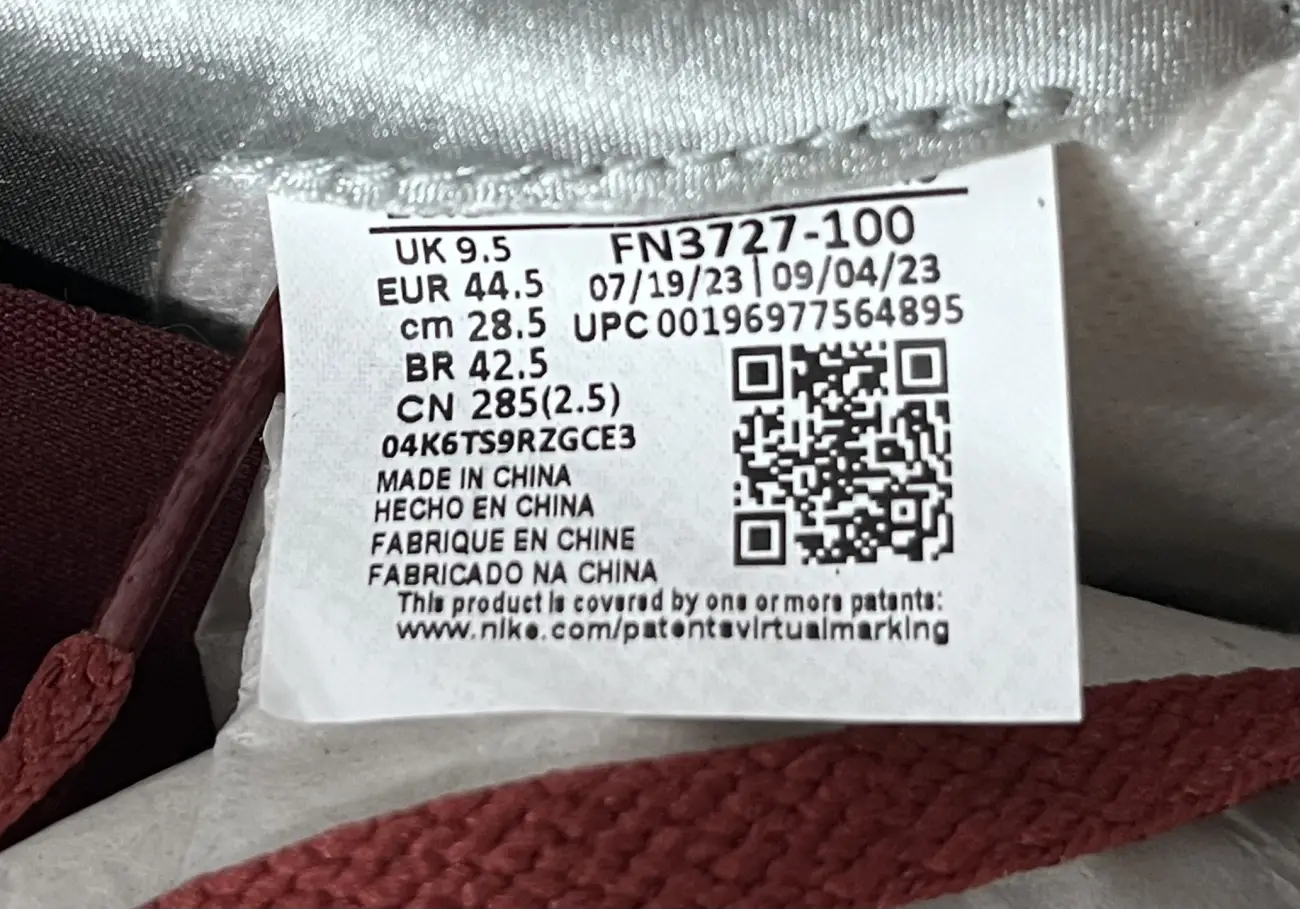 UK 9.5 FN3727-100
EUR 44.5 07/19/23|09/04/23
cm 28.5 UPC 00196977564895
BR 42.5
CN 285(2.5)
04K6TS9RZGCE3
MADE IN CHINA
HECHO EN CHINA
FABRIQUE EN CHINE
FABRICADO NA CHINA
This product is covered by one or more patents:
www.nike.com/patentsvirtualmarking